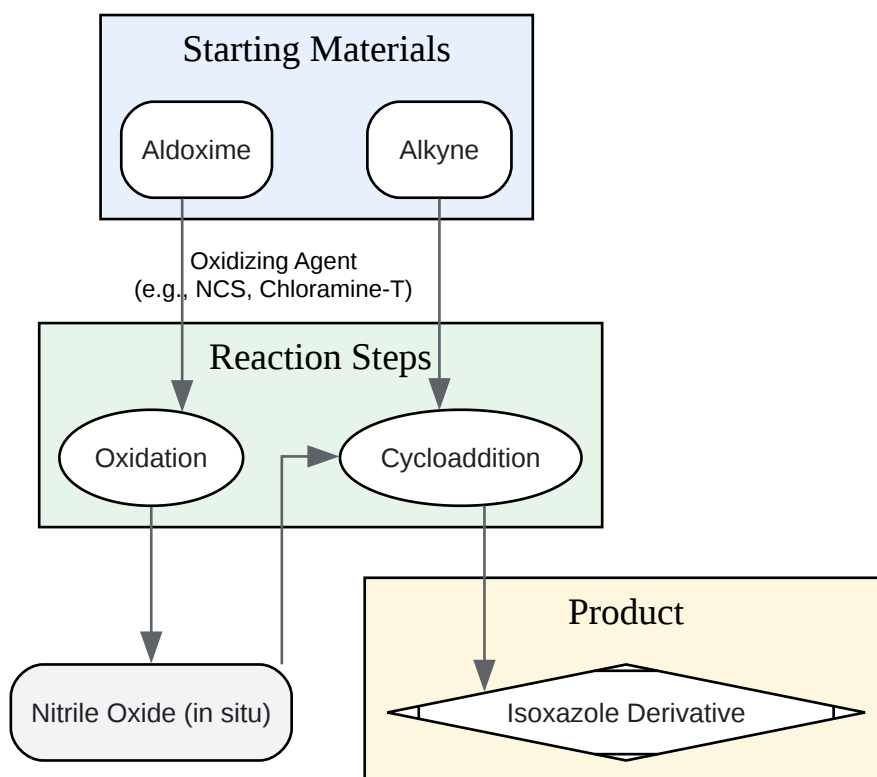 Starting Materials
Aldoxime
Alkyne
Oxidizing Agent
(e.g., NCS, Chloramine-T)
Reaction Steps
Oxidation
Cycloaddition
Product
Nitrile Oxide (in situ)
Isoxazole Derivative